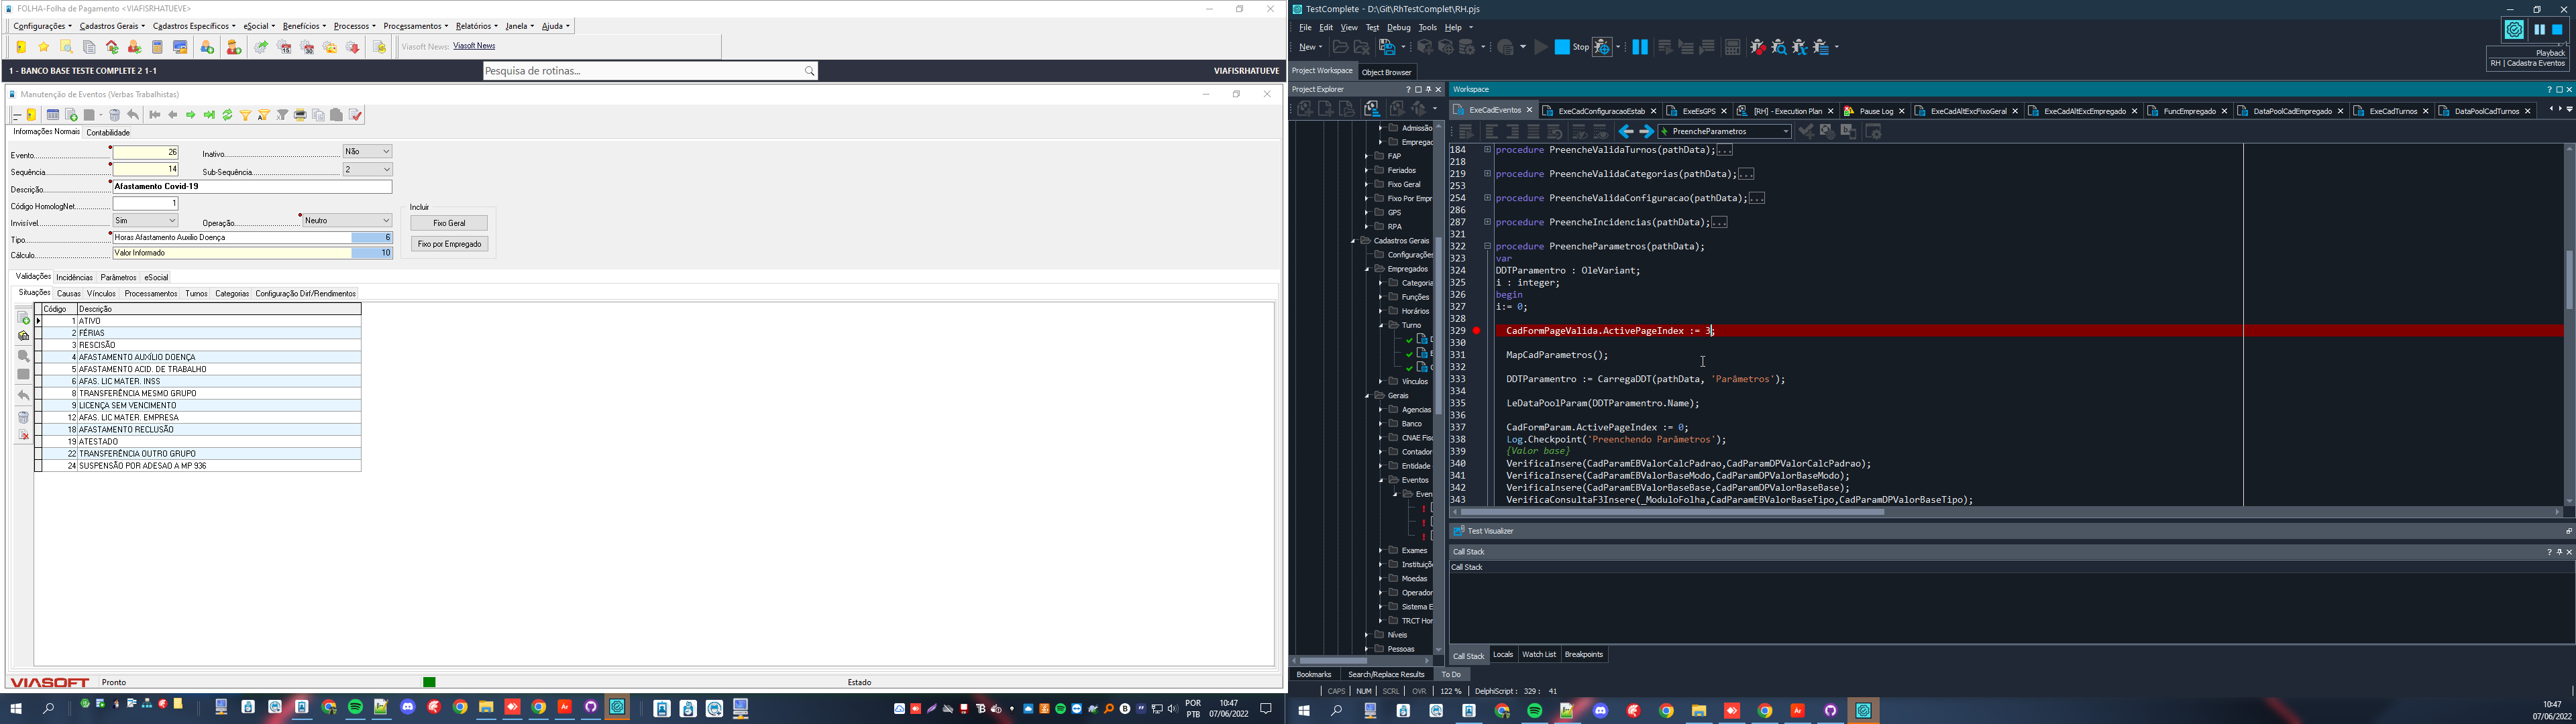 FOLHA-Folha de Pagamento <VIAFISRHATUEVE>
Configurações Cadastros Gerais Cadastros Específicos eSocial Benefícios Processos Processamentos Relatórios Janela Ajuda
Viasoft News: Viasoft News
1 - BANCO BASE TESTE COMPLETE 2 1-1
Pesquisa de rotinas...
VIAFISRHATUEVE
Manutenção de Eventos (Verbas Trabalhistas)
Informações Normais Contabilidade
Evento 26 Inativo Não
Sequência 14 Sub-Sequência 2
Descrição Afastamento Covid-19
Código HomologNet 1
Invisível Sim Operação Neutro
Tipo Horas Afastamento Auxílio Doença 6
Cálculo Valor Informado 10
Incluir
Fixo Geral
Fixo por Empregado
Validações Incidências Parâmetros eSocial
Situações Causas Vínculos Processamentos Turnos Categorias Configuração Dirf/Rendimentos
Código Descrição
1 ATIVO
2 FÉRIAS
3 RESCISÃO
4 AFASTAMENTO AUXÍLIO DOENÇA
5 AFASTAMENTO ACID. DE TRABALHO
6 AFAS. LIC MATER. INSS
8 TRANSFERÊNCIA MESMO GRUPO
9 LICENÇA SEM VENCIMENTO
12 AFAS. LIC MATER. EMPRESA
18 AFASTAMENTO RECLUSÃO
19 ATESTADO
22 TRANSFERÊNCIA OUTRO GRUPO
24 SUSPENSÃO POR ADESAO A MP 936
VIASOFT Pronto Estado
POR
PTB
10:47
07/06/2022
TestComplete - D:\Git\RhTestComplet\RH.pjs
File Edit View Test Debug Tools Help
New Stop
Playback
RH | Cadastra Eventos
Project Workspace Object Browser
Project Explorer
Admissão
Empregac
FAP
Feriados
Fixo Geral
Fixo Por Empr
GPS
RPA
Cadastros Gerais
Configurações
Empregados
Categoria
Funções
Horários
Turno
Vínculos
Gerais
Agencias
Banco
CNAE Fisc
Contador
Entidade
Eventos
Even
Exames
Instituiçõ
Moedas
Operador
Sistema E
TRCT Hor
Níveis
Pessoas
Workspace
ExeCadEventos ExeCadConfiguracaoEstab ExeEsGPS [RH] - Execution Plan Pause Log ExeCadAltExcFixoGeral ExeCadAltExcEmpregado FuncEmpregado DataPoolCadEmpregado ExeCadTurnos DataPoolCadTurnos
PreencheParametros
184 procedure PreencheValidaTurnos(pathData);...
218
219 procedure PreencheValidaCategorias(pathData);...
253
254 procedure PreencheValidaConfiguracao(pathData);...
286
287 procedure PreencheIncidencias(pathData);...
321
322 procedure PreencheParametros(pathData);
323 var
324 DDTParamentro : OleVariant;
325 i : integer;
326 begin
327 i:= 0;
328
329 CadFormPageValida.ActivePageIndex := 3;
330
331 MapCadParametros();
332
333 DDTParamentro := CarregaDDT(pathData, 'Parâmetros');
334
335 LeDataPoolParam(DDTParamentro.Name);
336
337 CadFormParam.ActivePageIndex := 0;
338 Log.Checkpoint('Preenchendo Parâmetros');
339 {Valor base}
340 VerificaInsere(CadParamEBValorCalcPadrao,CadParamDPValorCalcPadrao);
341 VerificaInsere(CadParamEBValorBaseModo,CadParamDPValorBaseModo);
342 VerificaInsere(CadParamEBValorBaseBase,CadParamDPValorBaseBase);
343 VerificaConsultaF3Insere(_ModuloFolha,CadParamEBValorBaseTipo,CadParamDPValorBaseTipo);
Test Visualizer
Call Stack
Call Stack
Call Stack Locals Watch List Breakpoints
Bookmarks Search/Replace Results To Do
CAPS NUM SCRL OVR 122 % DelphiScript : 329 : 41
10:47
07/06/2022